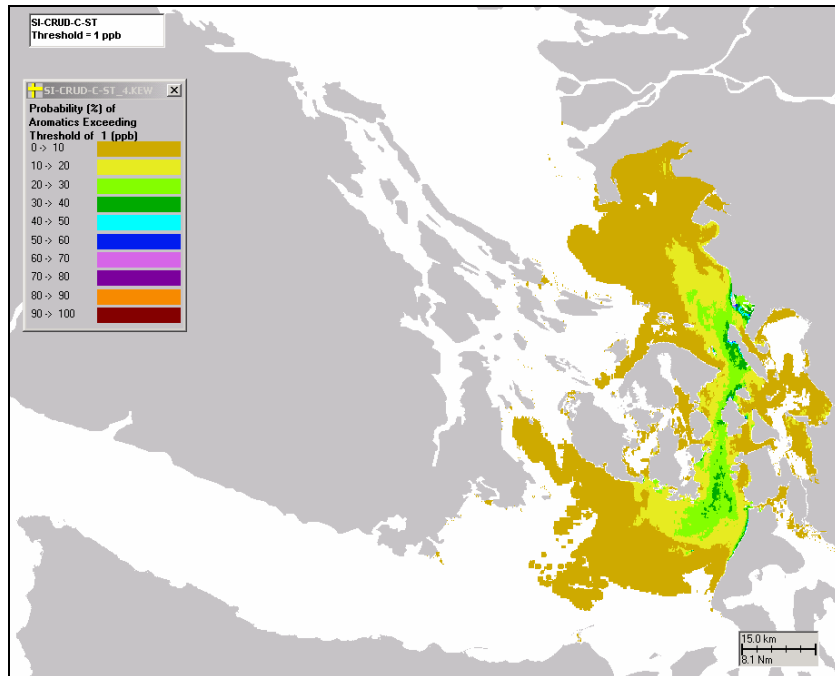 SI-CRUD-C-ST
Threshold = 1 ppb
SI-CRUD-C-ST_4.KEW
Probability (%) of
Aromatics Exceeding
Threshold of 1 (ppb)
0 -> 10
10 -> 20
20 -> 30
30 -> 40
40 -> 50
50 -> 60
60 -> 70
70 -> 80
80 -> 90
90 -> 100
15.0 km
8.1 Nm